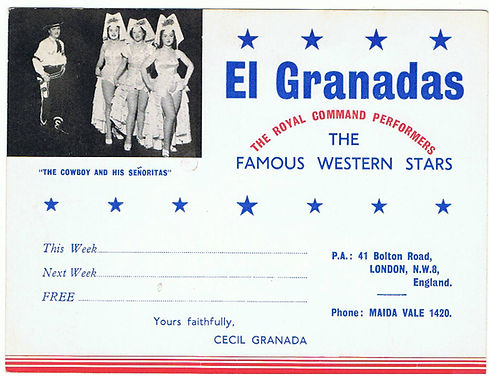 El Granadas
THE ROYAL COMMAND PERFORMERS
THE
FAMOUS WESTERN STARS
"THE COWBOY AND HIS SEÑORITAS"
This Week
Next Week
FREE
Yours faithfully,
CECIL GRANADA
P.A.: 41 Bolton Road,
LONDON, N.W.8,
England.
Phone: MAIDA VALE 1420.